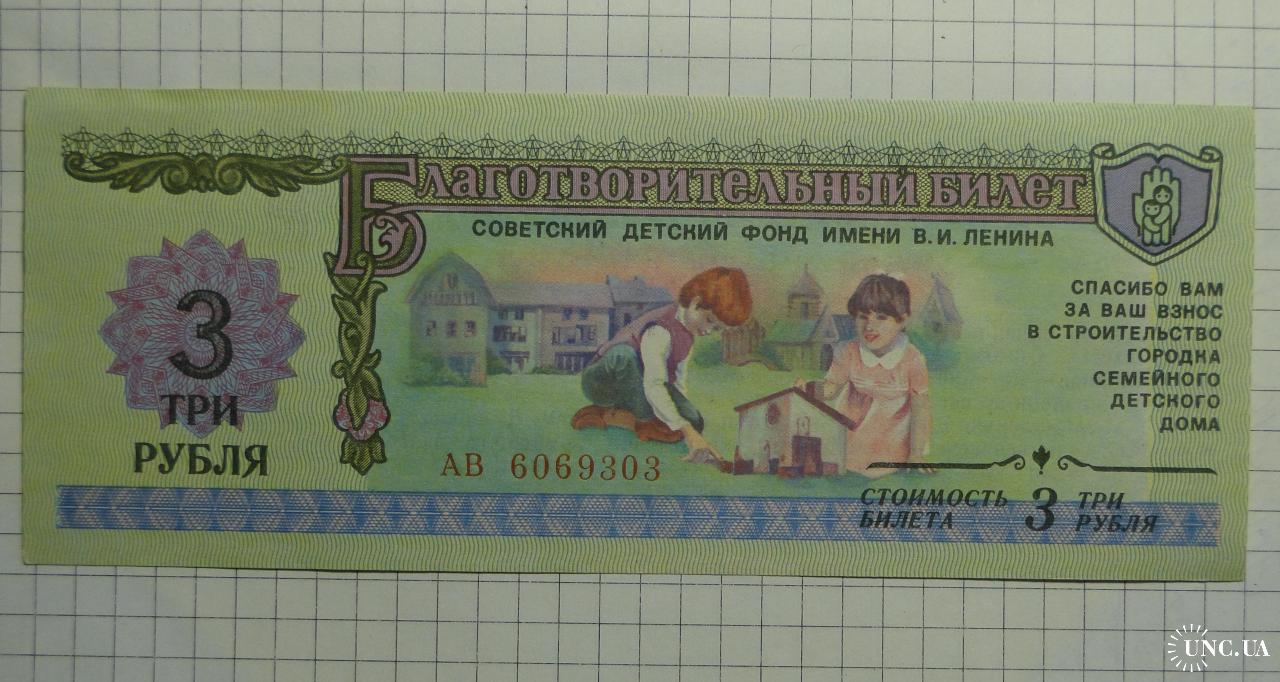 Благотворительный билет
СОВЕТСКИЙ ДЕТСКИЙ ФОНД ИМЕНИ В.И. ЛЕНИНА
3
ТРИ
РУБЛЯ
СПАСИБО ВАМ
ЗА ВАШ ВЗНОС
В СТРОИТЕЛЬСТВО
ГОРОДКА
СЕМЕЙНОГО
ДЕТСКОГО
ДОМА
АВ 6069303
СТОИМОСТЬ
БИЛЕТА
3
ТРИ
РУБЛЯ
UNC.UA